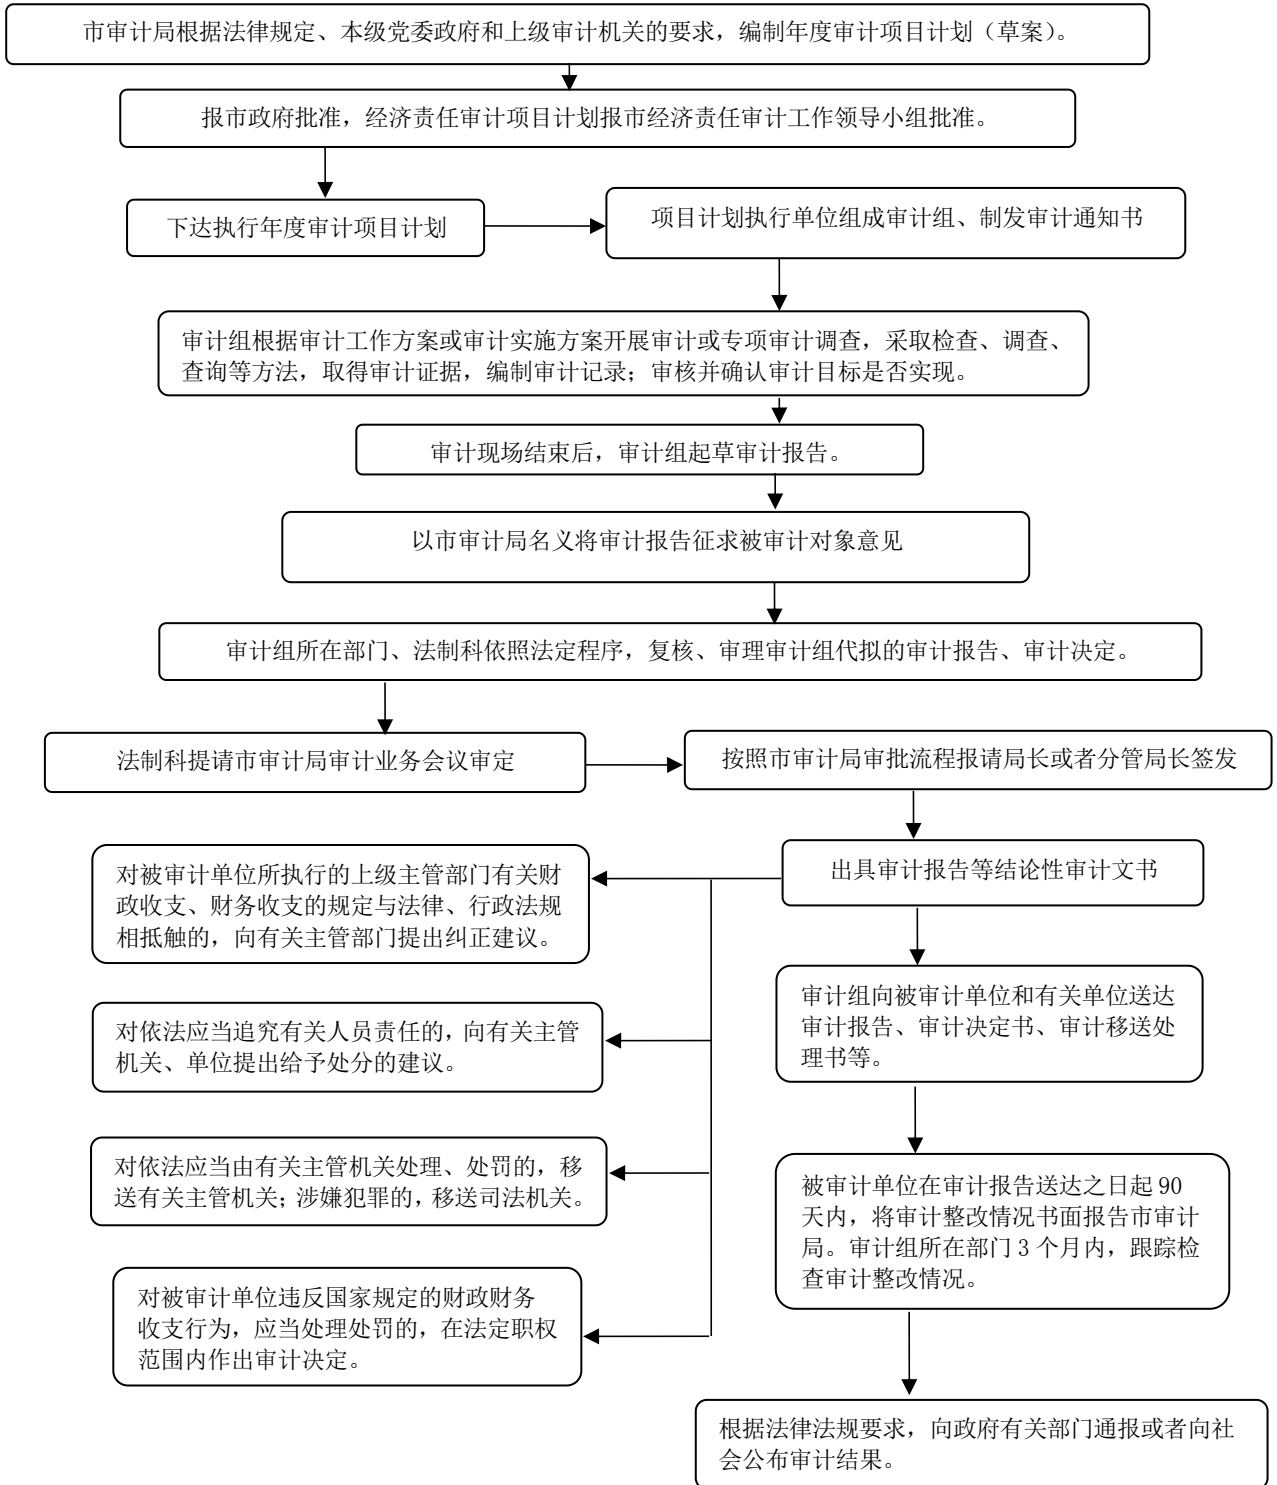 市审计局根据法律规定、本级党委政府和上级审计机关的要求，编制年度审计项目计划（草案）。
报市政府批准，经济责任审计项目计划报市经济责任审计工作领导小组批准。
下达执行年度审计项目计划
项目计划执行单位组成审计组、制发审计通知书
审计组根据审计工作方案或审计实施方案开展审计或专项审计调查，采取检查、调查、
查询等方法，取得审计证据，编制审计记录；审核并确认审计目标是否实现。
审计现场结束后，审计组起草审计报告。
以市审计局名义将审计报告征求被审计对象意见
审计组所在部门、法制科依照法定程序，复核、审理审计组代拟的审计报告、审计决定。
法制科提请市审计局审计业务会议审定
按照市审计局审批流程报请局长或者分管局长签发
出具审计报告等结论性审计文书
对被审计单位所执行的上级主管部门有关财
政收支、财务收支的规定与法律、行政法规
相抵触的，向有关主管部门提出纠正建议。
对依法应当追究有关人员责任的，向有关主管
机关、单位提出给予处分的建议。
对依法应当由有关主管机关处理、处罚的，移
送有关主管机关；涉嫌犯罪的，移送司法机关。
对被审计单位违反国家规定的财政财务
收支行为，应当处理处罚的，在法定职权
范围内作出审计决定。
审计组向被审计单位和有关单位送达
审计报告、审计决定书、审计移送处
理书等。
被审计单位在审计报告送达之日起 90
天内，将审计整改情况书面报告市审计
局。审计组所在部门 3 个月内，跟踪检
查审计整改情况。
根据法律法规要求，向政府有关部门通报或者向社
会公布审计结果。